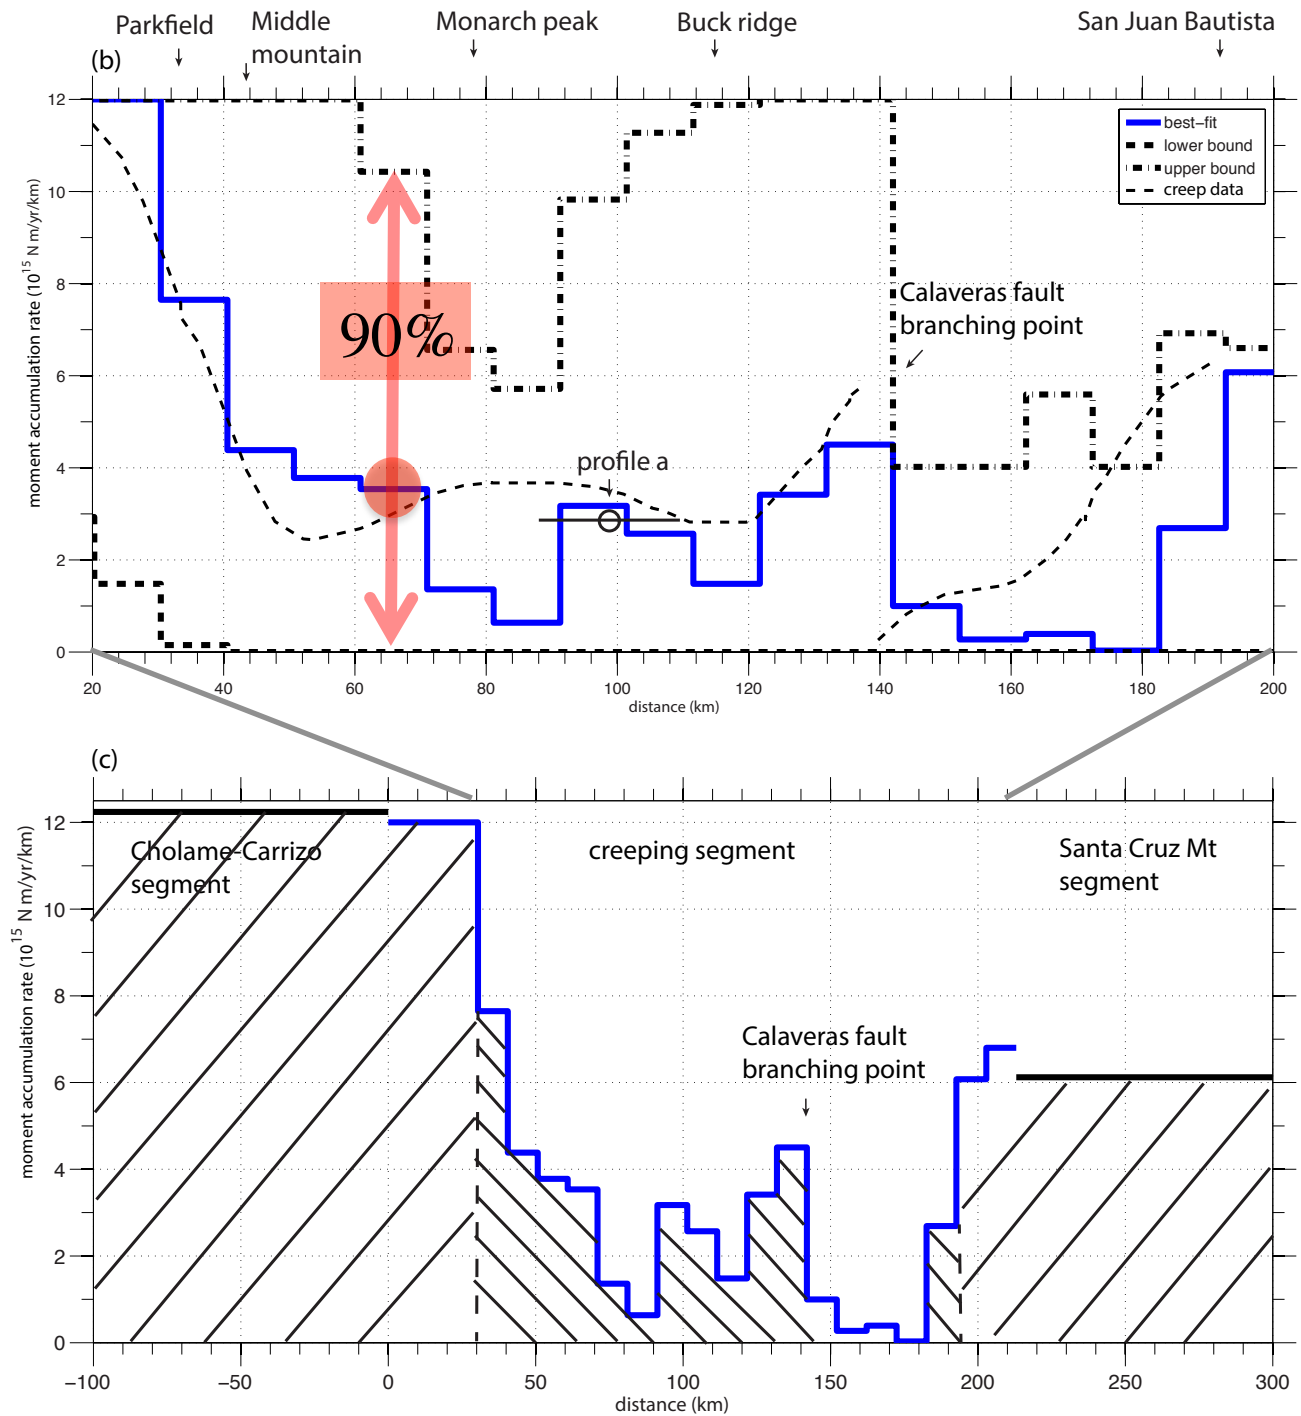 Parkfield
Middle
mountain
Monarch peak
Buck ridge
San Juan Bautista
(b)
12
10
8
6
4
2
0
moment accumulation rate (10^15 N m/yr/km)
best–fit
lower bound
upper bound
creep data
90%
Calaveras fault
branching point
profile a
20
40
60
80
100
120
140
160
180
200
distance (km)
(c)
12
10
8
6
4
2
0
moment accumulation rate (10^15 N m/yr/km)
Cholame-Carrizo
segment
creeping segment
Santa Cruz Mt
segment
Calaveras fault
branching point
−100
−50
0
50
100
150
200
250
300
distance (km)